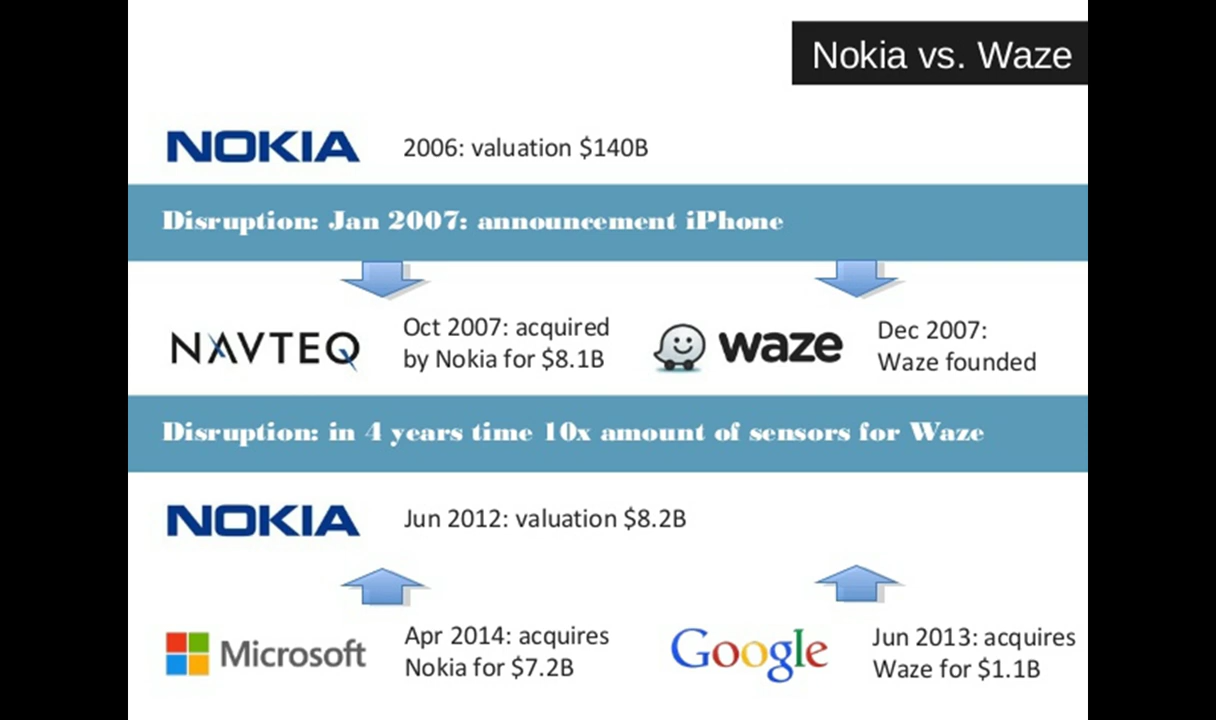 Nokia vs. Waze
NOKIA
2006: valuation $140B
Disruption: Jan 2007: announcement iPhone
NAVTEQ
Oct 2007: acquired
by Nokia for $8.1B
waze
Dec 2007:
Waze founded
Disruption: in 4 years time 10x amount of sensors for Waze
NOKIA
Jun 2012: valuation $8.2B
Microsoft
Apr 2014: acquires
Nokia for $7.2B
Google
Jun 2013: acquires
Waze for $1.1B